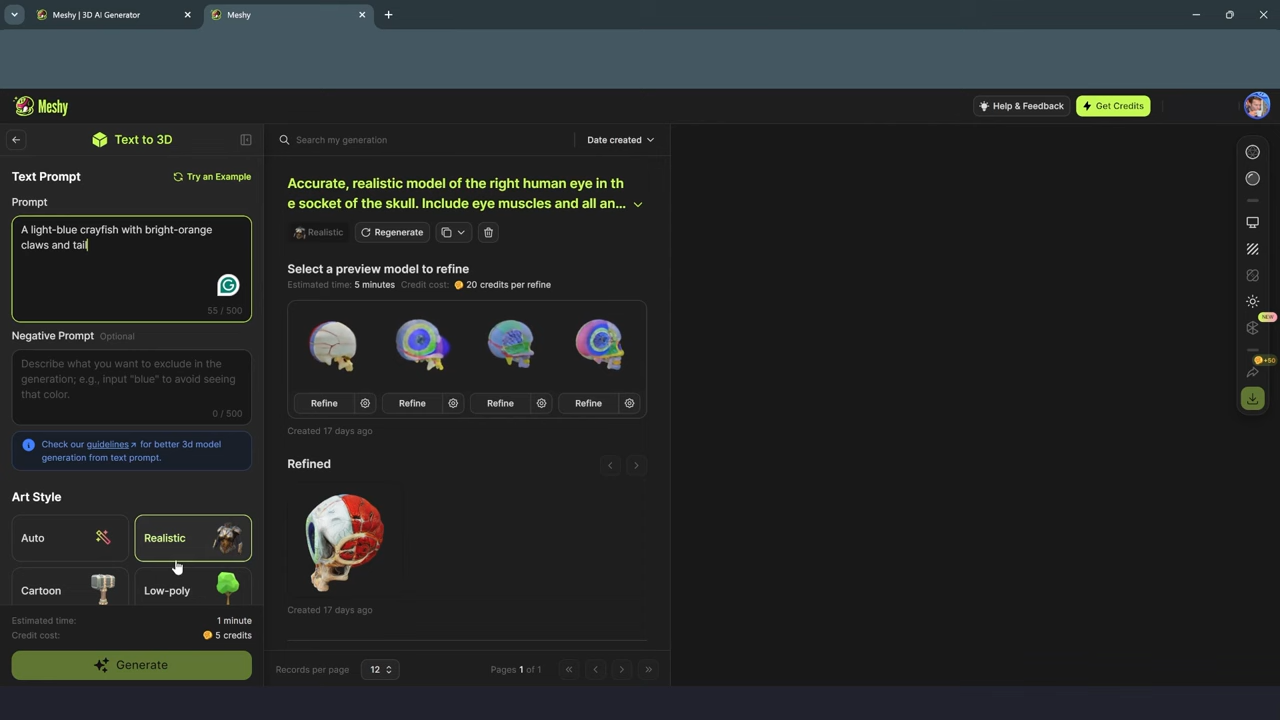 Meshy | 3D AI Generator
Meshy
Meshy
Help & Feedback
Get Credits
Text to 3D
Search my generation
Date created
Text Prompt
Try an Example
Prompt
A light-blue crayfish with bright-orange
claws and tail
55 / 500
Negative Prompt Optional
Describe what you want to exclude in the
generation; e.g., input "blue" to avoid seeing
that color.
0 / 500
Check our guidelines for better 3d model
generation from text prompt.
Art Style
Auto
Realistic
Cartoon
Low-poly
Estimated time: 1 minute
Credit cost: 5 credits
Generate
Accurate, realistic model of the right human eye in th
e socket of the skull. Include eye muscles and all an...
Realistic
Regenerate
Select a preview model to refine
Estimated time: 5 minutes Credit cost: 20 credits per refine
Refine
Refine
Refine
Refine
Created 17 days ago
Refined
Created 17 days ago
Records per page 12
Pages 1 of 1
NEW
+50